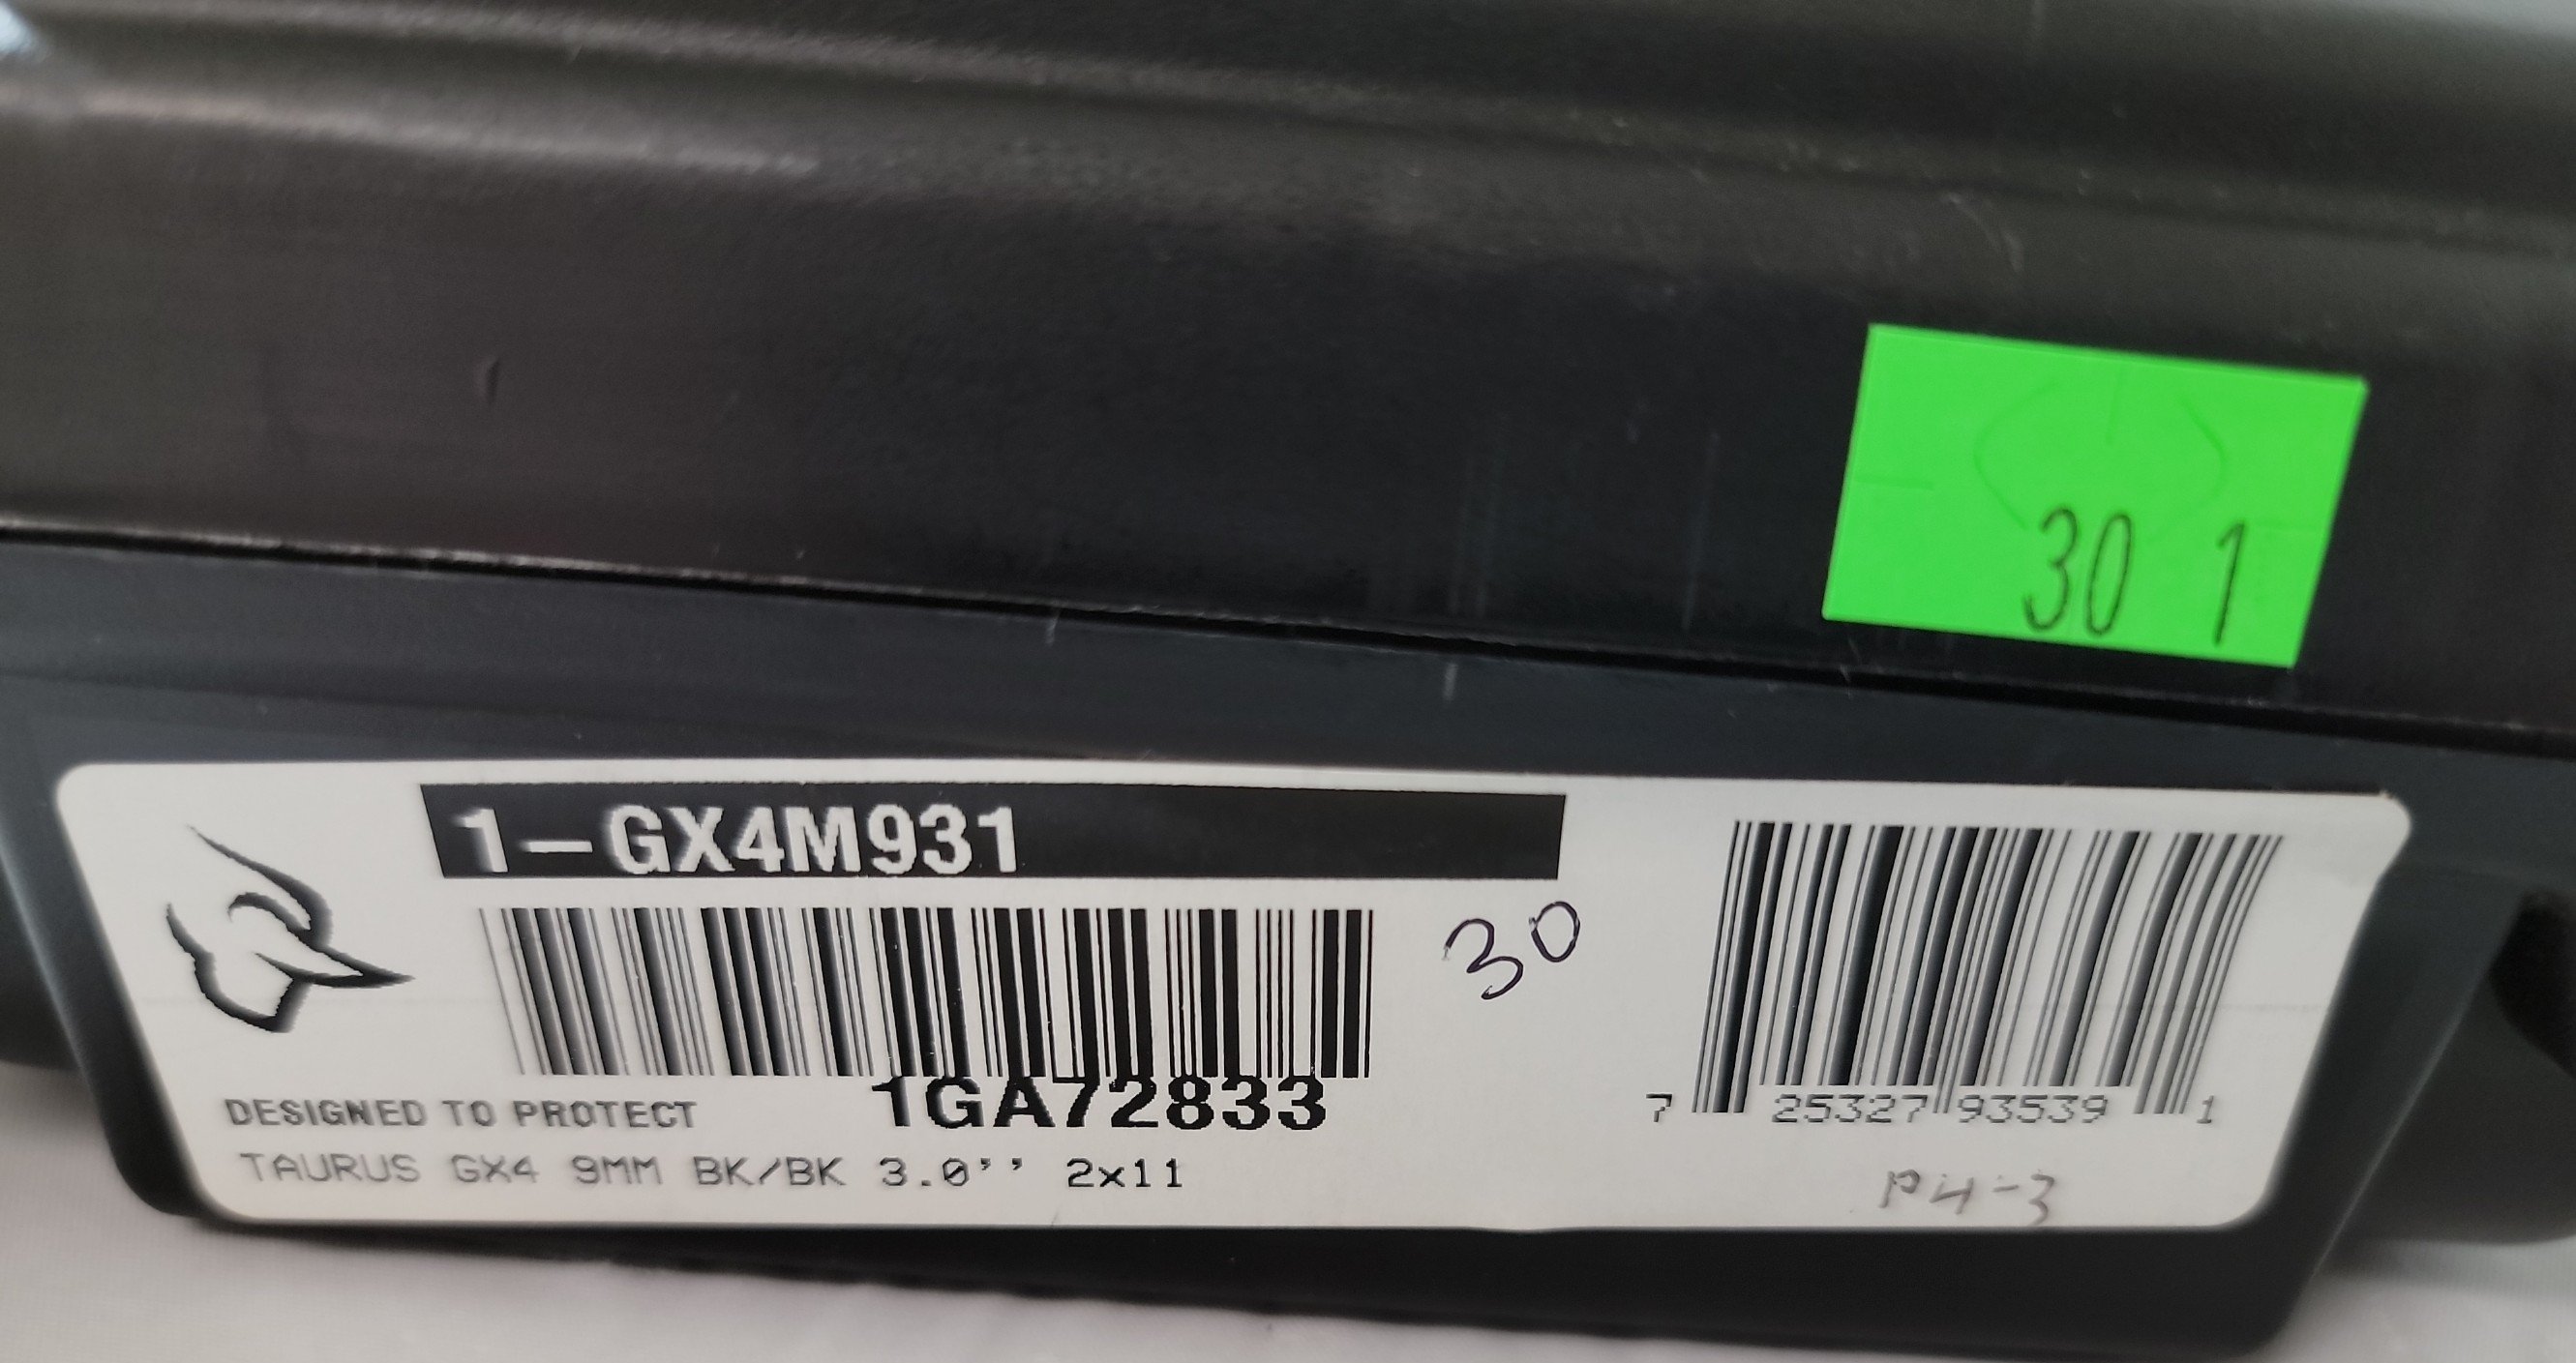 30 1
1-GX4M931
30
1GA72833
DESIGNED TO PROTECT
TAURUS GX4 9MM BK/BK 3.0'' 2x11
7 25327 93539 1
P4-3